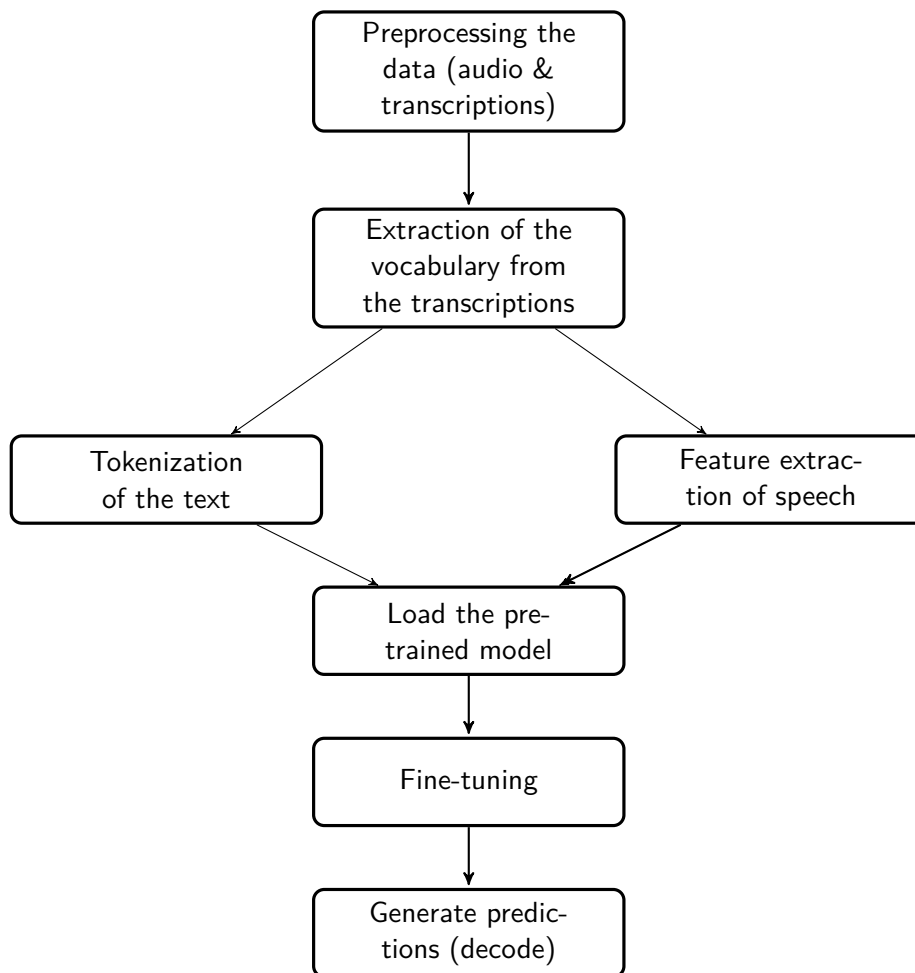 Preprocessing the
data (audio &
transcriptions)
Extraction of the
vocabulary from
the transcriptions
Tokenization
of the text
Feature extrac-
tion of speech
Load the pre-
trained model
Fine-tuning
Generate predic-
tions (decode)